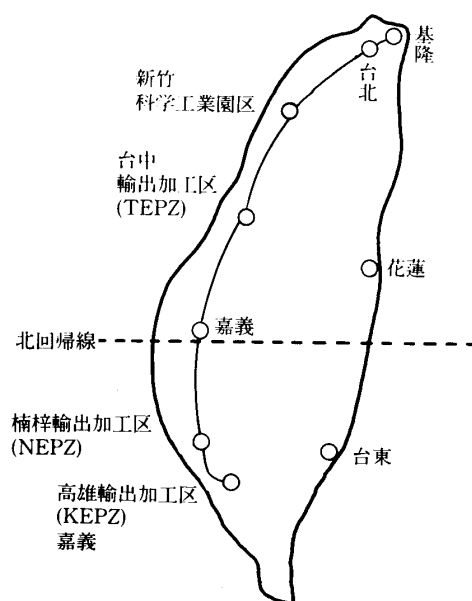 基隆
台北
新竹
科学工業園区
台中
輸出加工区
(TEPZ)
花蓮
嘉義
北回帰線
楠梓輸出加工区
(NEPZ)
台東
高雄輸出加工区
(KEPZ)
嘉義